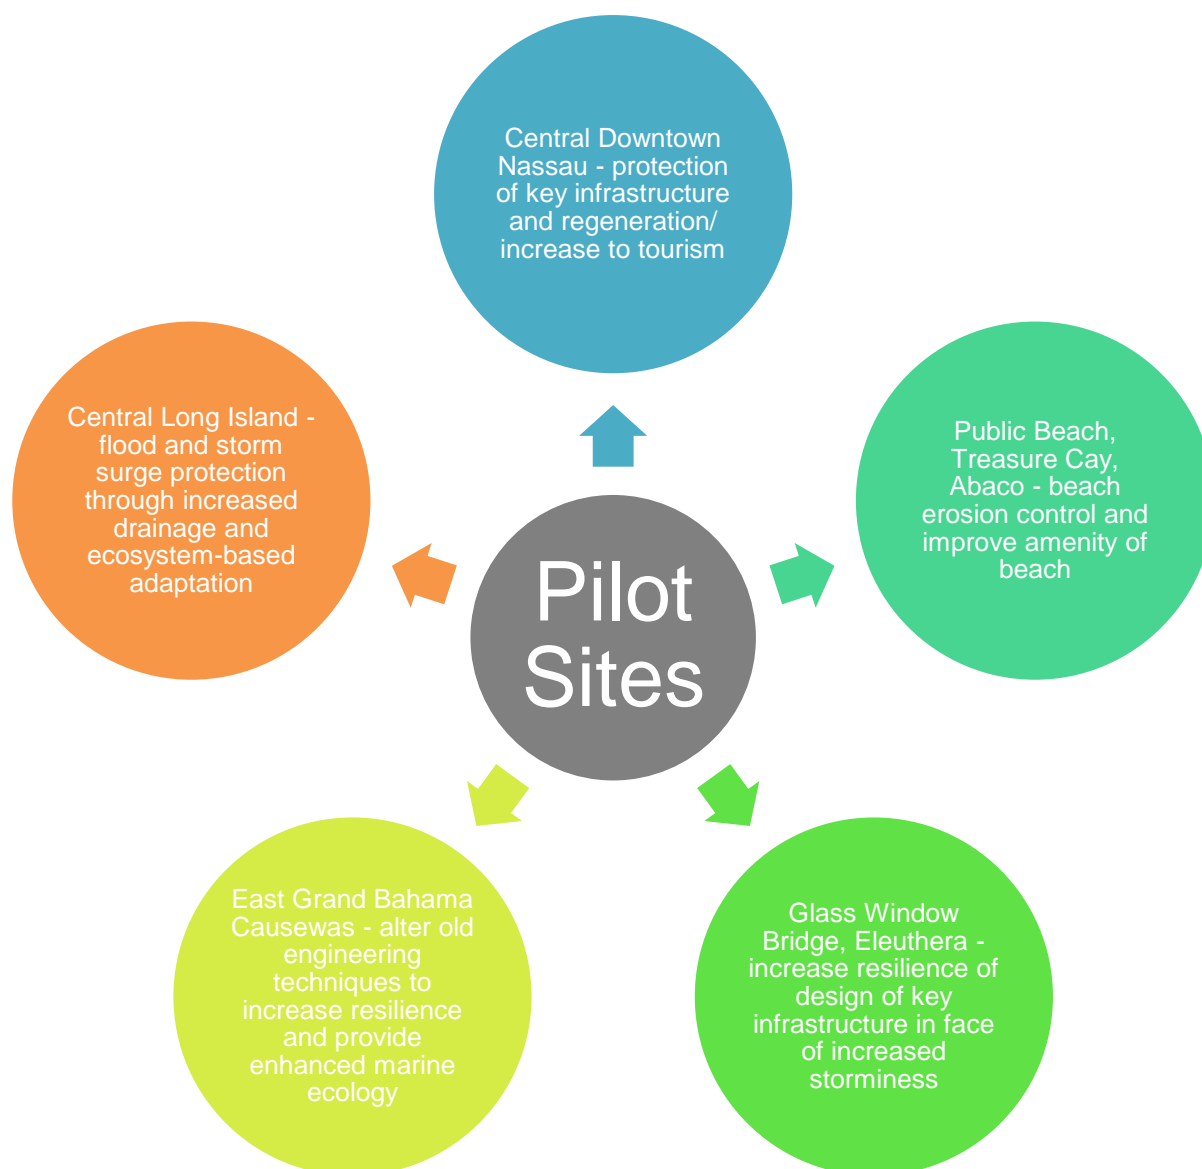 Central Downtown
Nassau - protection
of key infrastructure
and regeneration/
increase to tourism
Public Beach,
Treasure Cay,
Abaco - beach
erosion control and
improve amenity of
beach
Glass Window
Bridge, Eleuthera -
increase resilience of
design of key
infrastructure in face
of increased
storminess
East Grand Bahama
Causewas - alter old
engineering
techniques to
increase resilience
and provide
enhanced marine
ecology
Central Long Island -
flood and storm
surge protection
through increased
drainage and
ecosystem-based
adaptation
Pilot
Sites